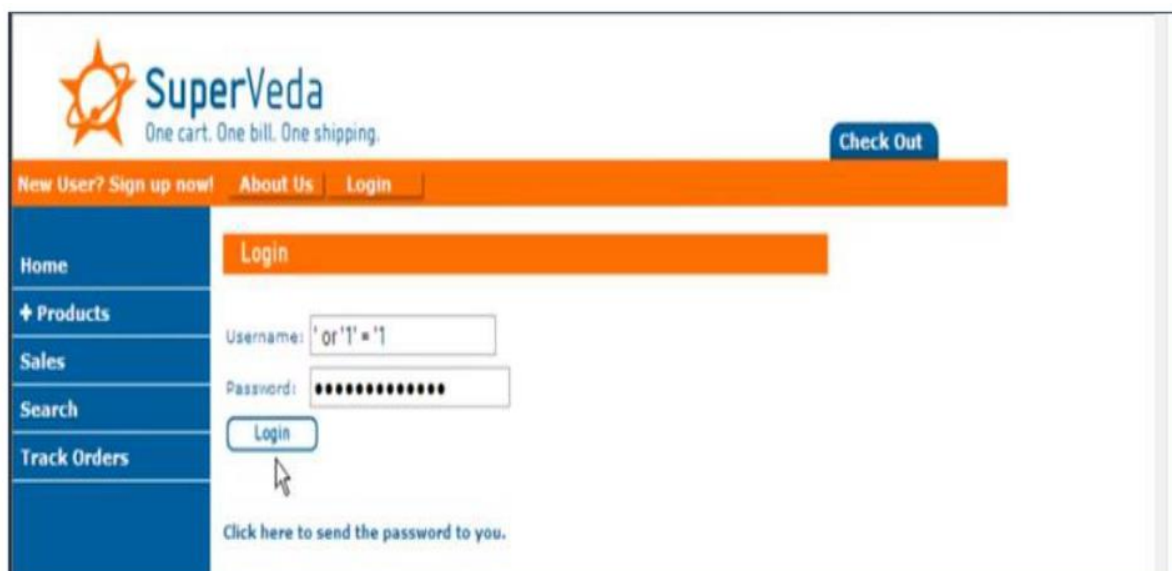 SuperVeda
One cart. One bill. One shipping.
Check Out
New User? Sign up now! About Us Login
Home
+ Products
Sales
Search
Track Orders
Login
Username: ' or '1' = '1
Password: •••••••••••••
Login
Click here to send the password to you.